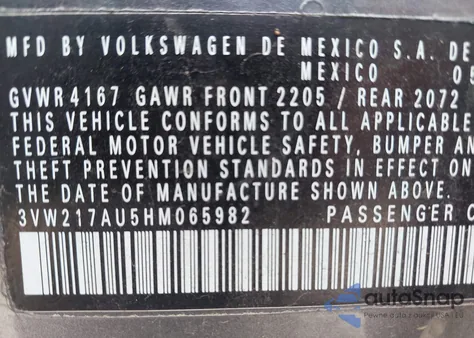 MFD BY VOLKSWAGEN DE MEXICO S.A. DE
MEXICO
GVWR 4167 GAWR FRONT 2205 / REAR 2072
THIS VEHICLE CONFORMS TO ALL APPLICABLE
FEDERAL MOTOR VEHICLE SAFETY, BUMPER AN
THEFT PREVENTION STANDARDS IN EFFECT ON
THE DATE OF MANUFACTURE SHOWN ABOVE.
3VW217AU5HM065982 PASSENGER C
autoSnap